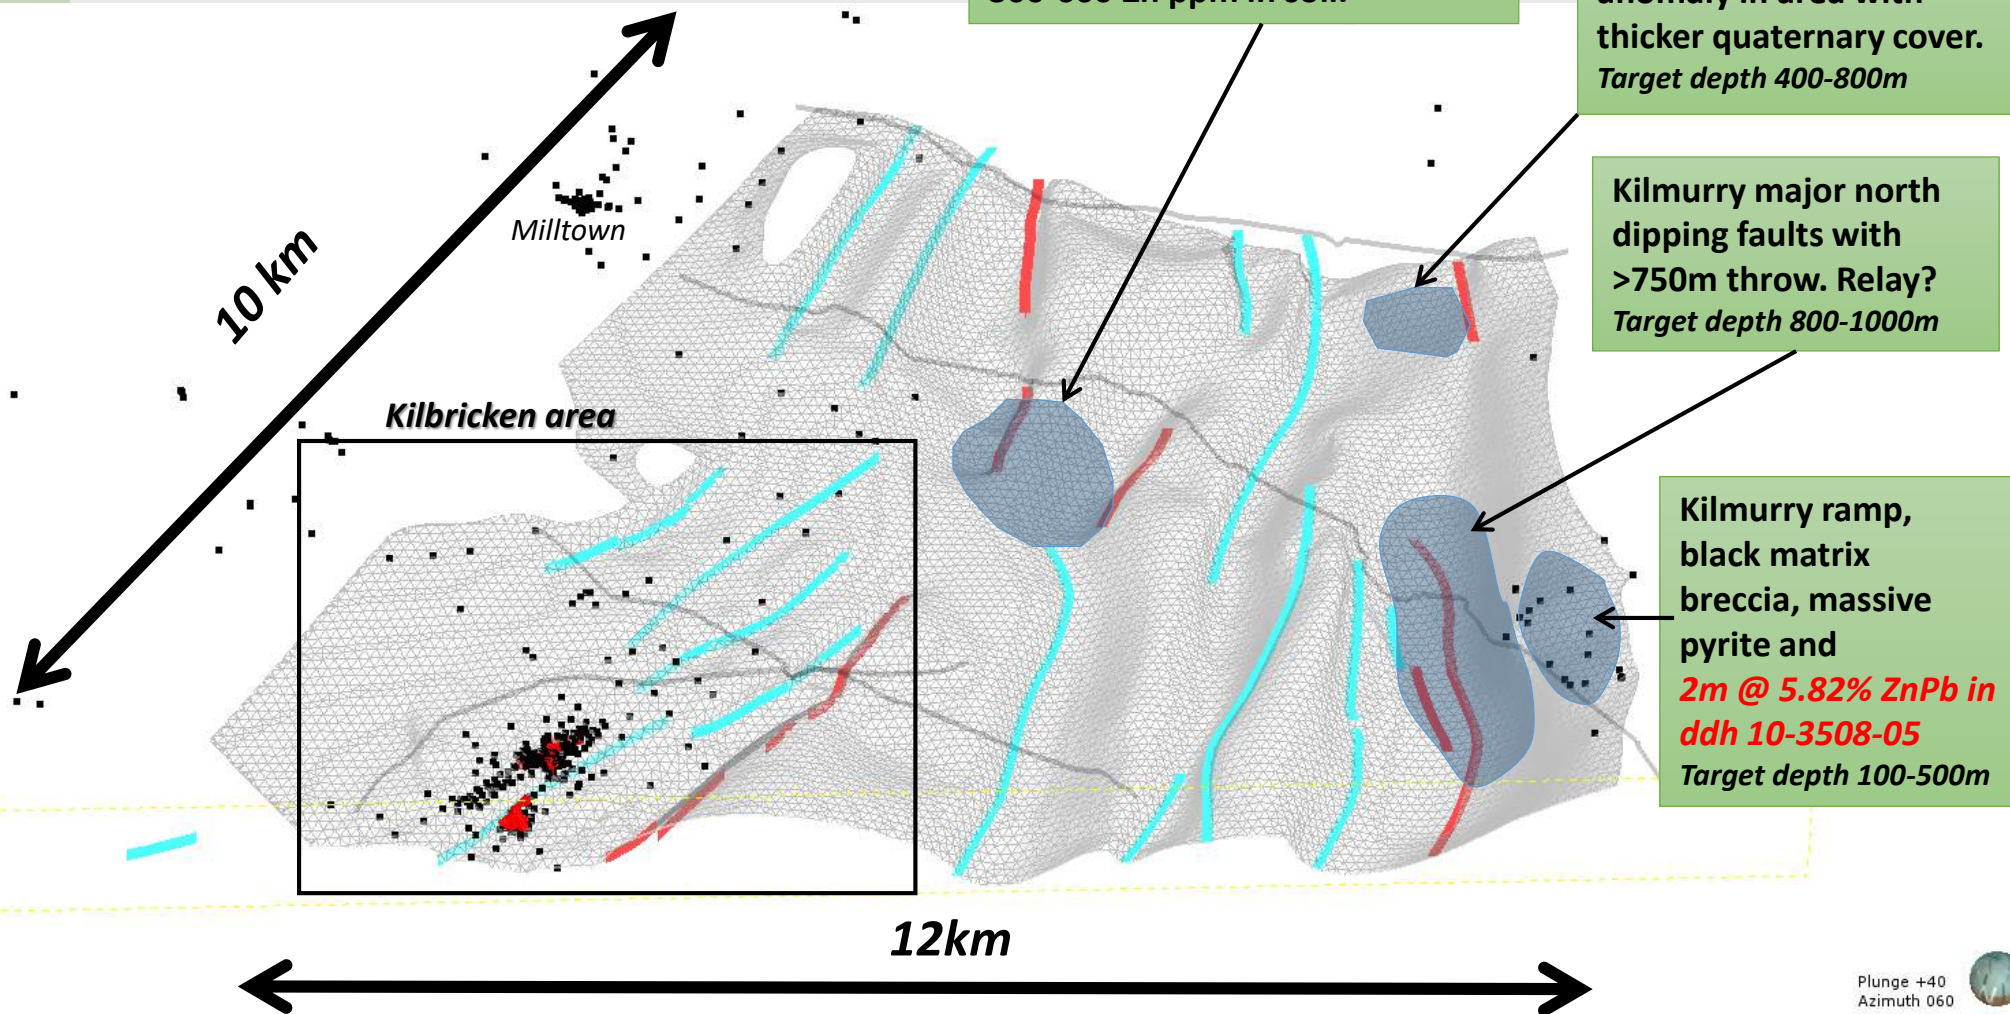 thicker quaternary cover.
Target depth 400-800m
Kilmurry major north
dipping faults with
>750m throw. Relay?
Target depth 800-1000m
Kilmurry ramp,
black matrix
breccia, massive
pyrite and
2m @ 5.82% ZnPb in
ddh 10-3508-05
Target depth 100-500m
10 km
Milltown
Kilbricken area
12km
Plunge +40
Azimuth 060